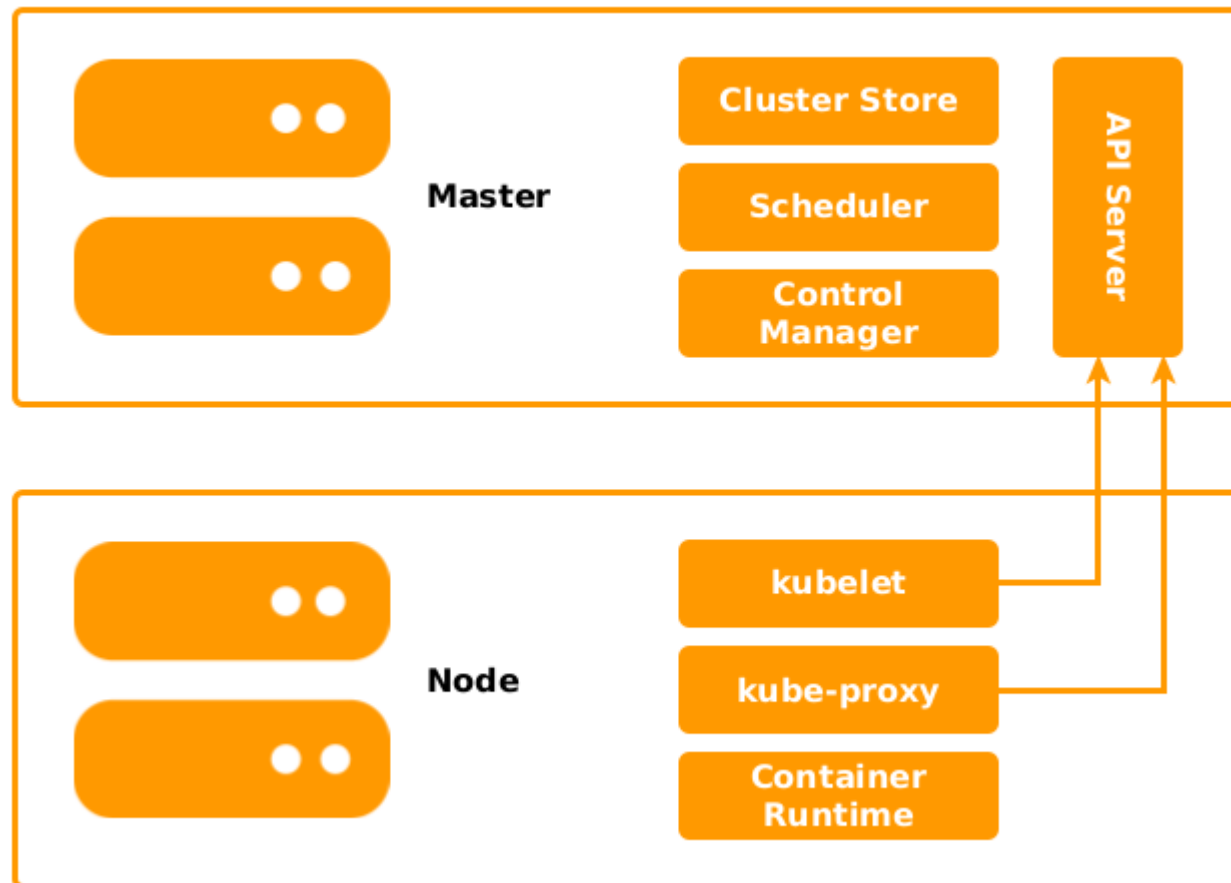 Master
Cluster Store
Scheduler
Control
Manager
API Server
Node
kubelet
kube-proxy
Container
Runtime